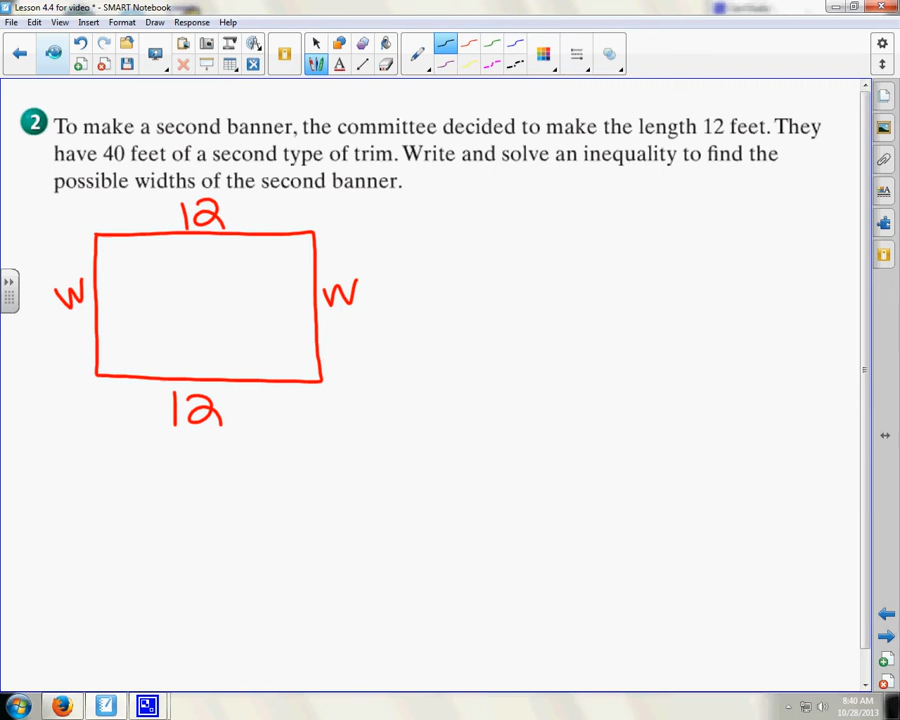 Lesson 4.4 for video * - SMART Notebook
File Edit View Insert Format Draw Response Help
2 To make a second banner, the committee decided to make the length 12 feet. They
have 40 feet of a second type of trim. Write and solve an inequality to find the
possible widths of the second banner.
12
W W
12
8:40 AM
10/28/2013